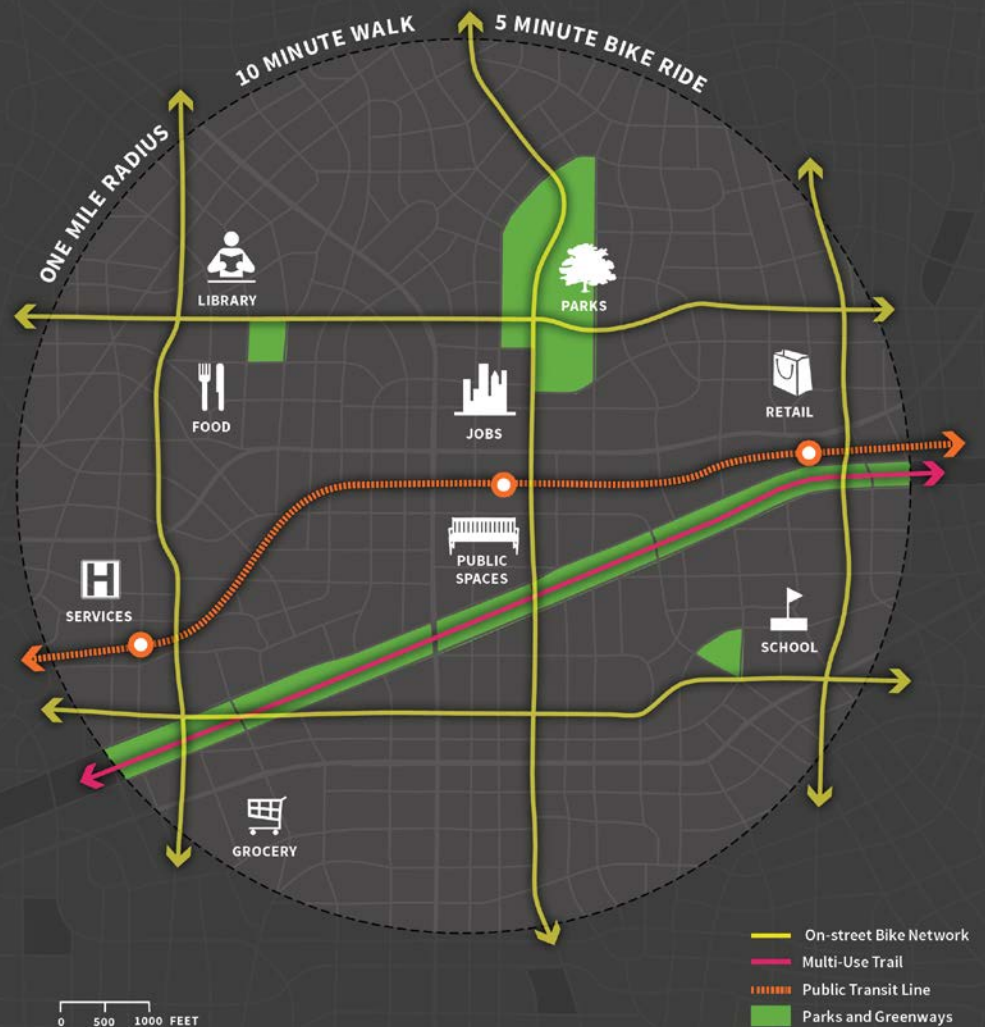 ONE MILE RADIUS
10 MINUTE WALK
5 MINUTE BIKE RIDE
LIBRARY
PARKS
FOOD
JOBS
RETAIL
PUBLIC
SPACES
H
SERVICES
SCHOOL
GROCERY
On-street Bike Network
Multi-Use Trail
Public Transit Line
Parks and Greenways
0 500 1000 FEET